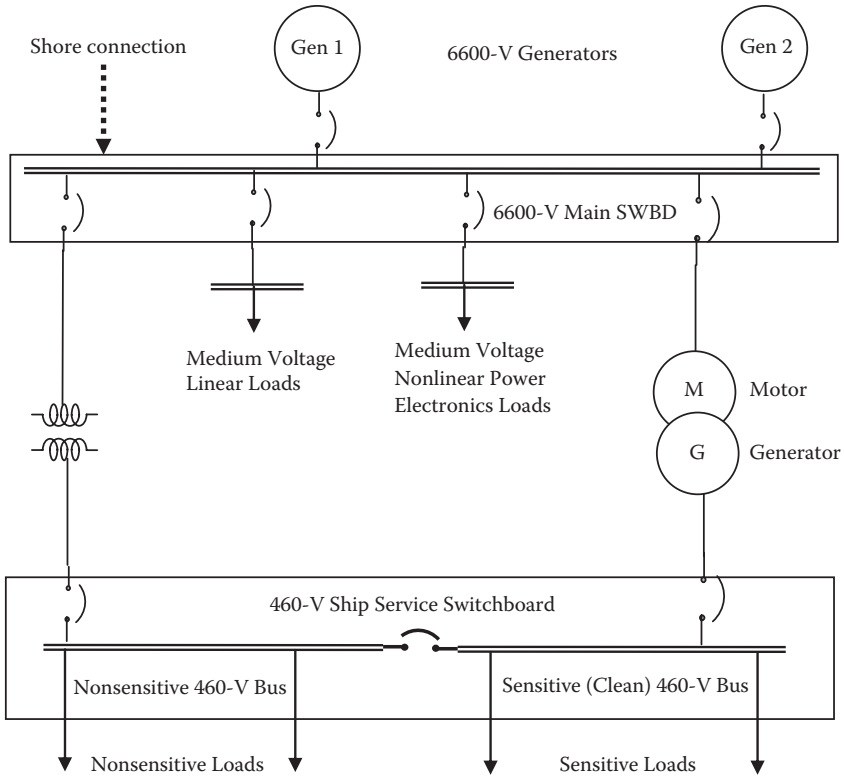 Shore connection
Gen 1
6600-V Generators
Gen 2
6600-V Main SWBD
Medium Voltage
Linear Loads
Medium Voltage
Nonlinear Power
Electronics Loads
M
Motor
G
Generator
460-V Ship Service Switchboard
Nonsensitive 460-V Bus
Sensitive (Clean) 460-V Bus
Nonsensitive Loads
Sensitive Loads